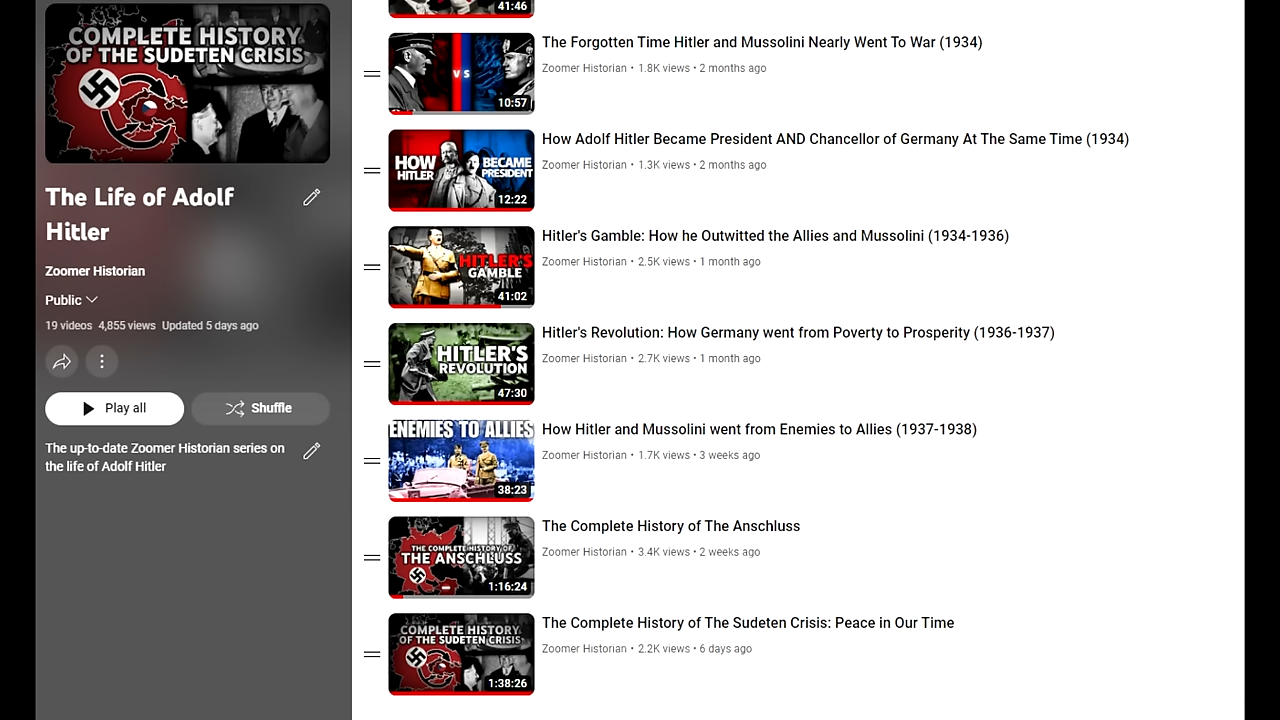 COMPLETE HISTORY
OF THE SUDETEN CRISIS
The Life of Adolf
Hitler
Zoomer Historian
Public
19 videos 4,855 views Updated 5 days ago
Play all
Shuffle
The up-to-date Zoomer Historian series on
the life of Adolf Hitler
41:46
VS
10:57
The Forgotten Time Hitler and Mussolini Nearly Went To War (1934)
Zoomer Historian • 1.8K views • 2 months ago
HOW
HITLER
BECAME
PRESIDENT
12:22
How Adolf Hitler Became President AND Chancellor of Germany At The Same Time (1934)
Zoomer Historian • 1.3K views • 2 months ago
HITLER'S
GAMBLE
41:02
Hitler's Gamble: How he Outwitted the Allies and Mussolini (1934-1936)
Zoomer Historian • 2.5K views • 1 month ago
HITLER'S
REVOLUTION
47:30
Hitler's Revolution: How Germany went from Poverty to Prosperity (1936-1937)
Zoomer Historian • 2.7K views • 1 month ago
ENEMIES TO ALLIES
38:23
How Hitler and Mussolini went from Enemies to Allies (1937-1938)
Zoomer Historian • 1.7K views • 3 weeks ago
THE COMPLETE HISTORY OF
THE ANSCHLUSS
1:16:24
The Complete History of The Anschluss
Zoomer Historian • 3.4K views • 2 weeks ago
COMPLETE HISTORY
OF THE SUDETEN CRISIS
1:38:26
The Complete History of The Sudeten Crisis: Peace in Our Time
Zoomer Historian • 2.2K views • 6 days ago